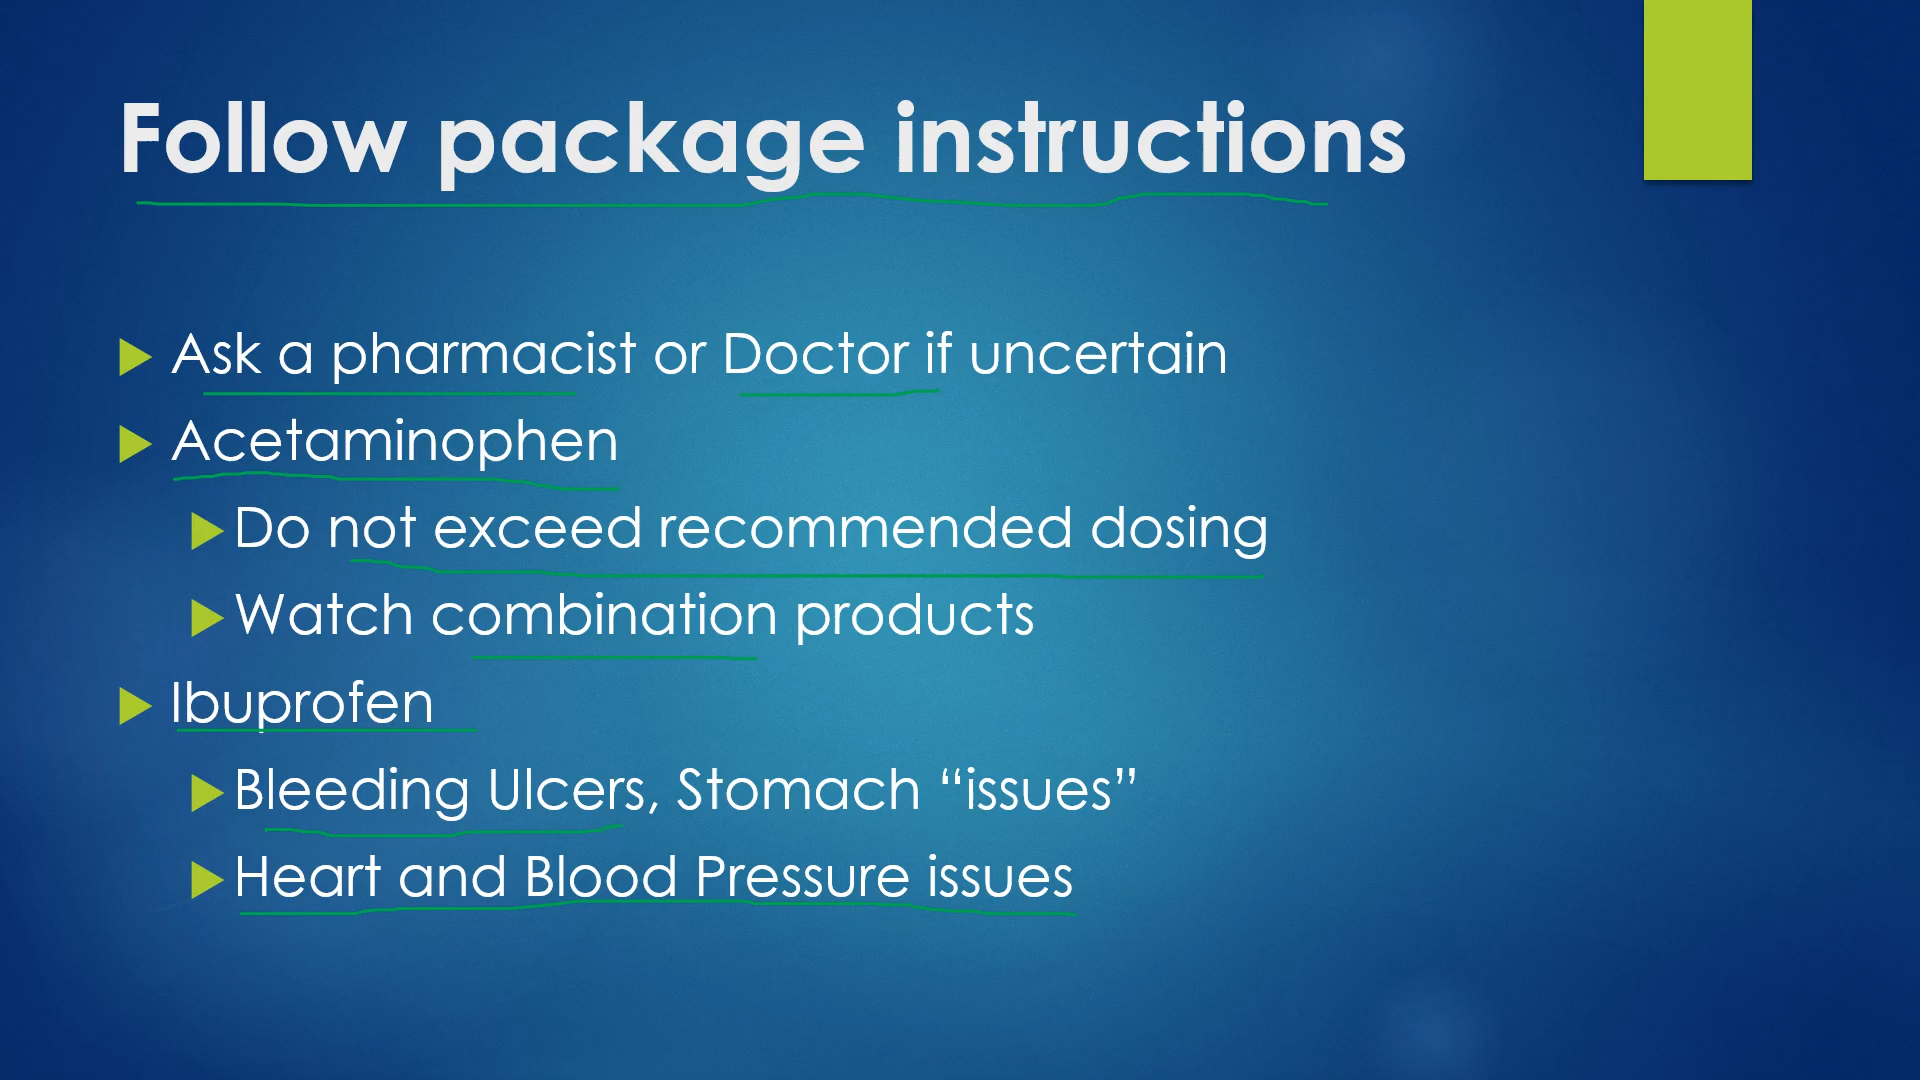 Follow package instructions
Ask a pharmacist or Doctor if uncertain
Acetaminophen
Do not exceed recommended dosing
Watch combination products
Ibuprofen
Bleeding Ulcers, Stomach “issues”
Heart and Blood Pressure issues